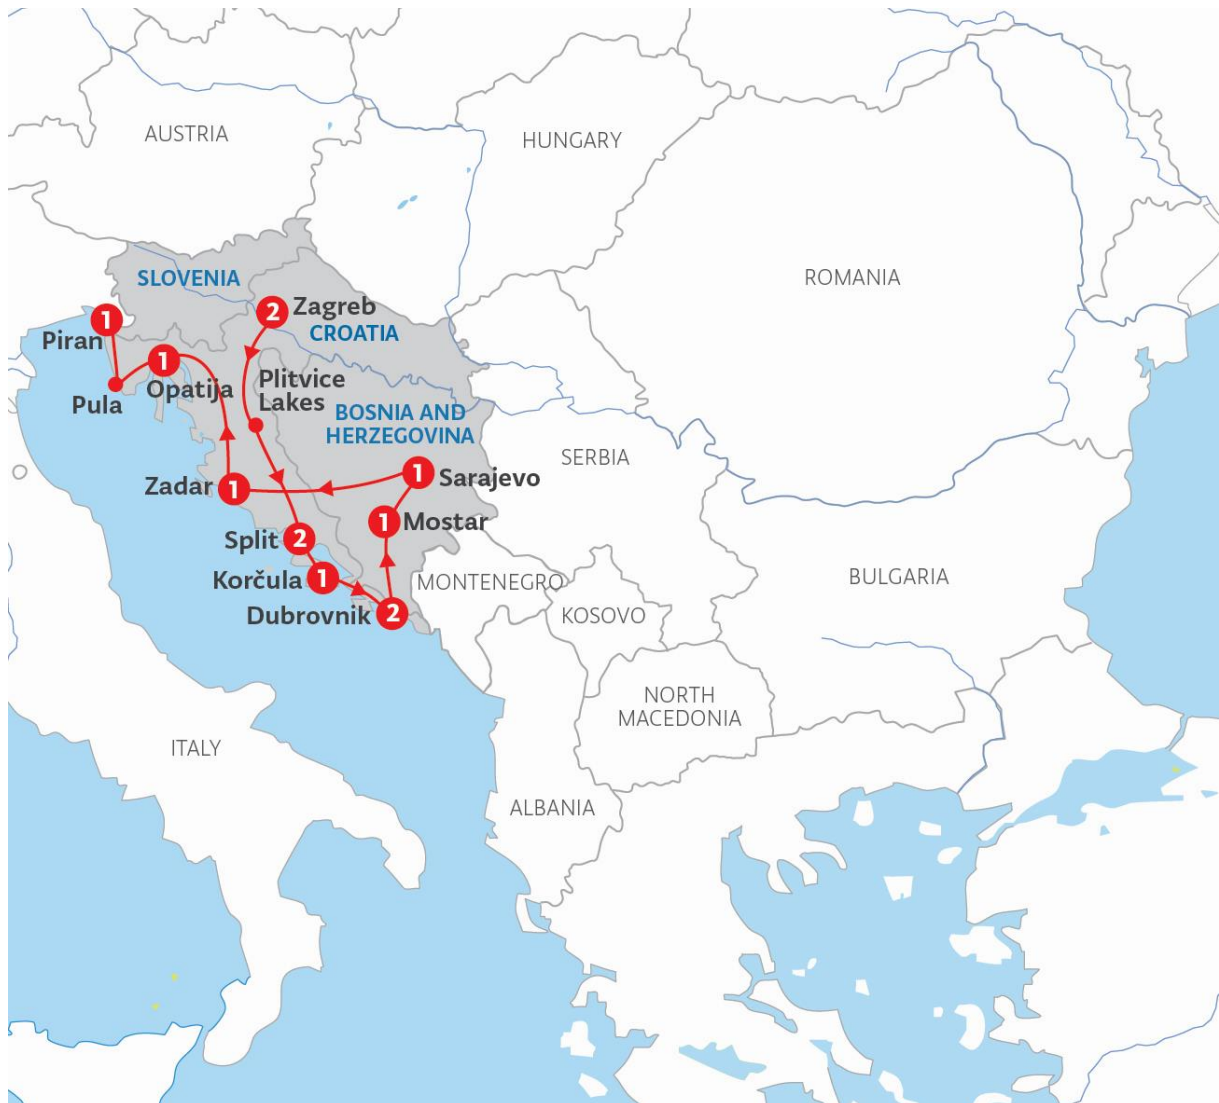 AUSTRIA
HUNGARY
ROMANIA
SLOVENIA
1
Piran
2
Zagreb
CROATIA
1
Opatija
Pula
Plitvice
Lakes
BOSNIA AND
HERZEGOVINA
SERBIA
Zadar
1
1
Sarajevo
1
Mostar
Split
2
Korčula
1
Dubrovnik
2
MONTENEGRO
KOSOVO
BULGARIA
NORTH
MACEDONIA
ITALY
ALBANIA